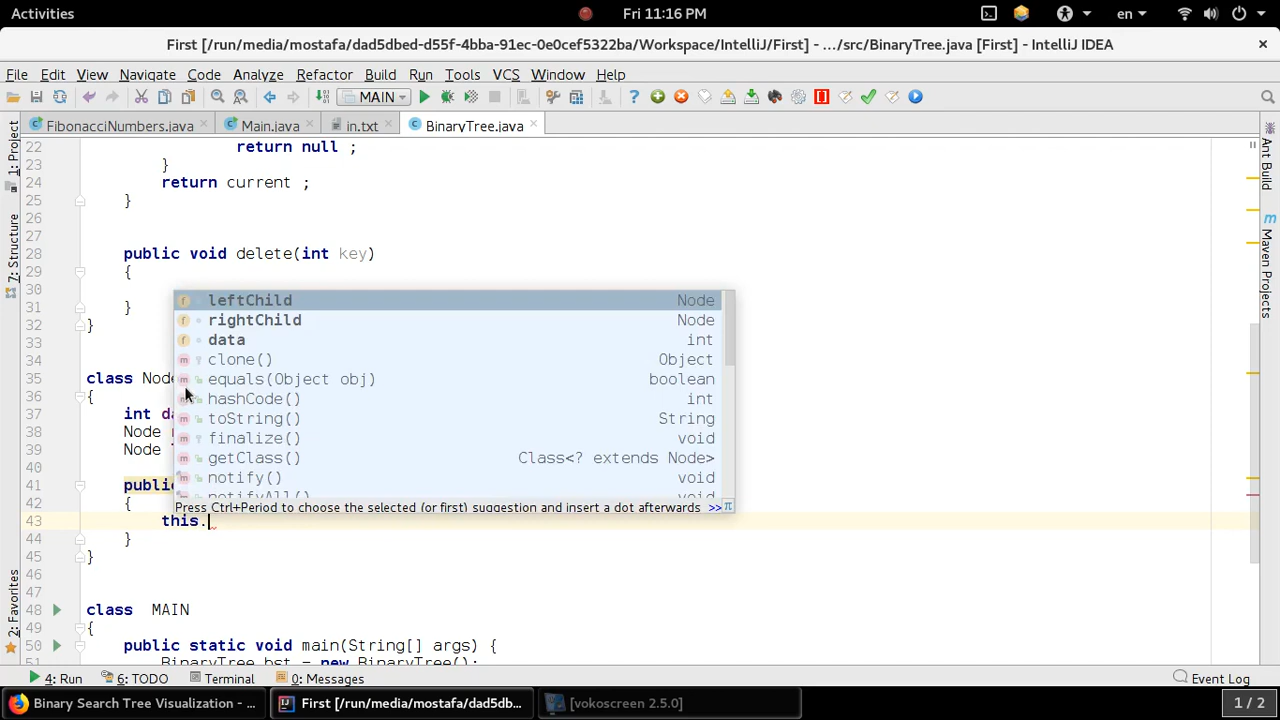 Activities
Fri 11:16 PM
en
First [/run/media/mostafa/dad5dbed-d55f-4bba-91ec-0e0cef5322ba/Workspace/IntelliJ/First] - .../src/BinaryTree.java [First] - IntelliJ IDEA
File Edit View Navigate Code Analyze Refactor Build Run Tools VCS Window Help
MAIN
FibonacciNumbers.java Main.java in.txt BinaryTree.java
1: Project
7: Structure
2: Favorites
Ant Build
Maven Projects
22 return null ;
23 }
24 return current ;
25 }
26
27
28 public void delete(int key)
29 {
30
31 }
32 }
33
34
35 class Node
36 {
37 int
38 Node
39 Node
40
41 public
42 {
43 this.
44 }
45 }
46
47
48 class MAIN
49 {
50 public static void main(String[] args) {
51 BinaryTree bst = new BinaryTree();
leftChild Node
rightChild Node
data int
clone() Object
equals(Object obj) boolean
hashCode() int
toString() String
finalize() void
getClass() Class<? extends Node>
notify() void
notifyAll() void
Press Ctrl+Period to choose the selected (or first) suggestion and insert a dot afterwards >> π
4: Run 6: TODO Terminal 0: Messages Event Log
Binary Search Tree Visualization - ... First [/run/media/mostafa/dad5db... [vokoscreen 2.5.0] 1 / 2